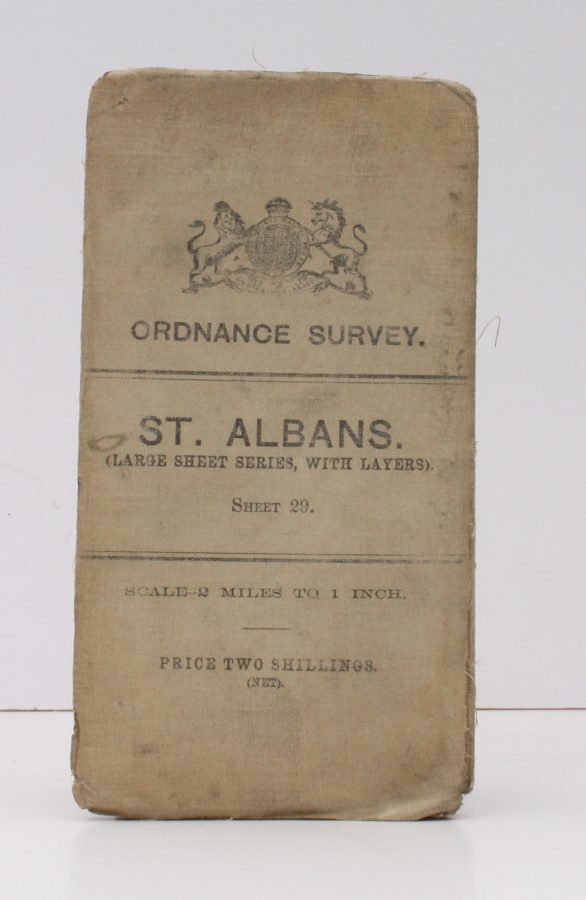 ORDNANCE SURVEY.
ST. ALBANS.
(LARGE SHEET SERIES, WITH LAYERS).
SHEET 29.
SCALE–2 MILES TO 1 INCH.
PRICE TWO SHILLINGS.
(NET).